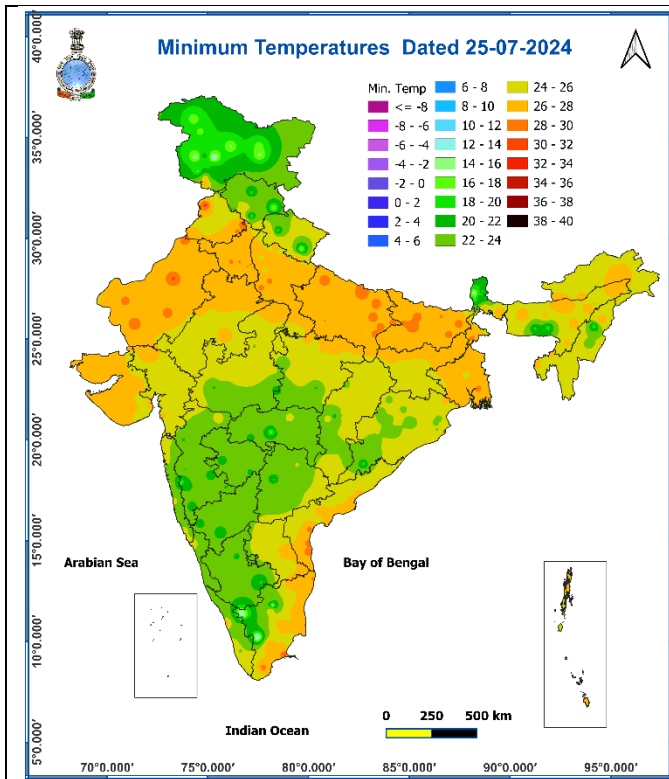 Minimum Temperatures Dated 25-07-2024
Min. Temp
<= -8
-8 - -6
-6 - -4
-4 - -2
-2 - 0
0 - 2
2 - 4
4 - 6
6 - 8
8 - 10
10 - 12
12 - 14
14 - 16
16 - 18
18 - 20
20 - 22
22 - 24
24 - 26
26 - 28
28 - 30
30 - 32
32 - 34
34 - 36
36 - 38
38 - 40
40°0.000'
35°0.000'
30°0.000'
25°0.000'
20°0.000'
15°0.000'
10°0.000'
5°0.000'
Arabian Sea
Bay of Bengal
Indian Ocean
0 250 500 km
70°0.000' 75°0.000' 80°0.000' 85°0.000' 90°0.000' 95°0.000'